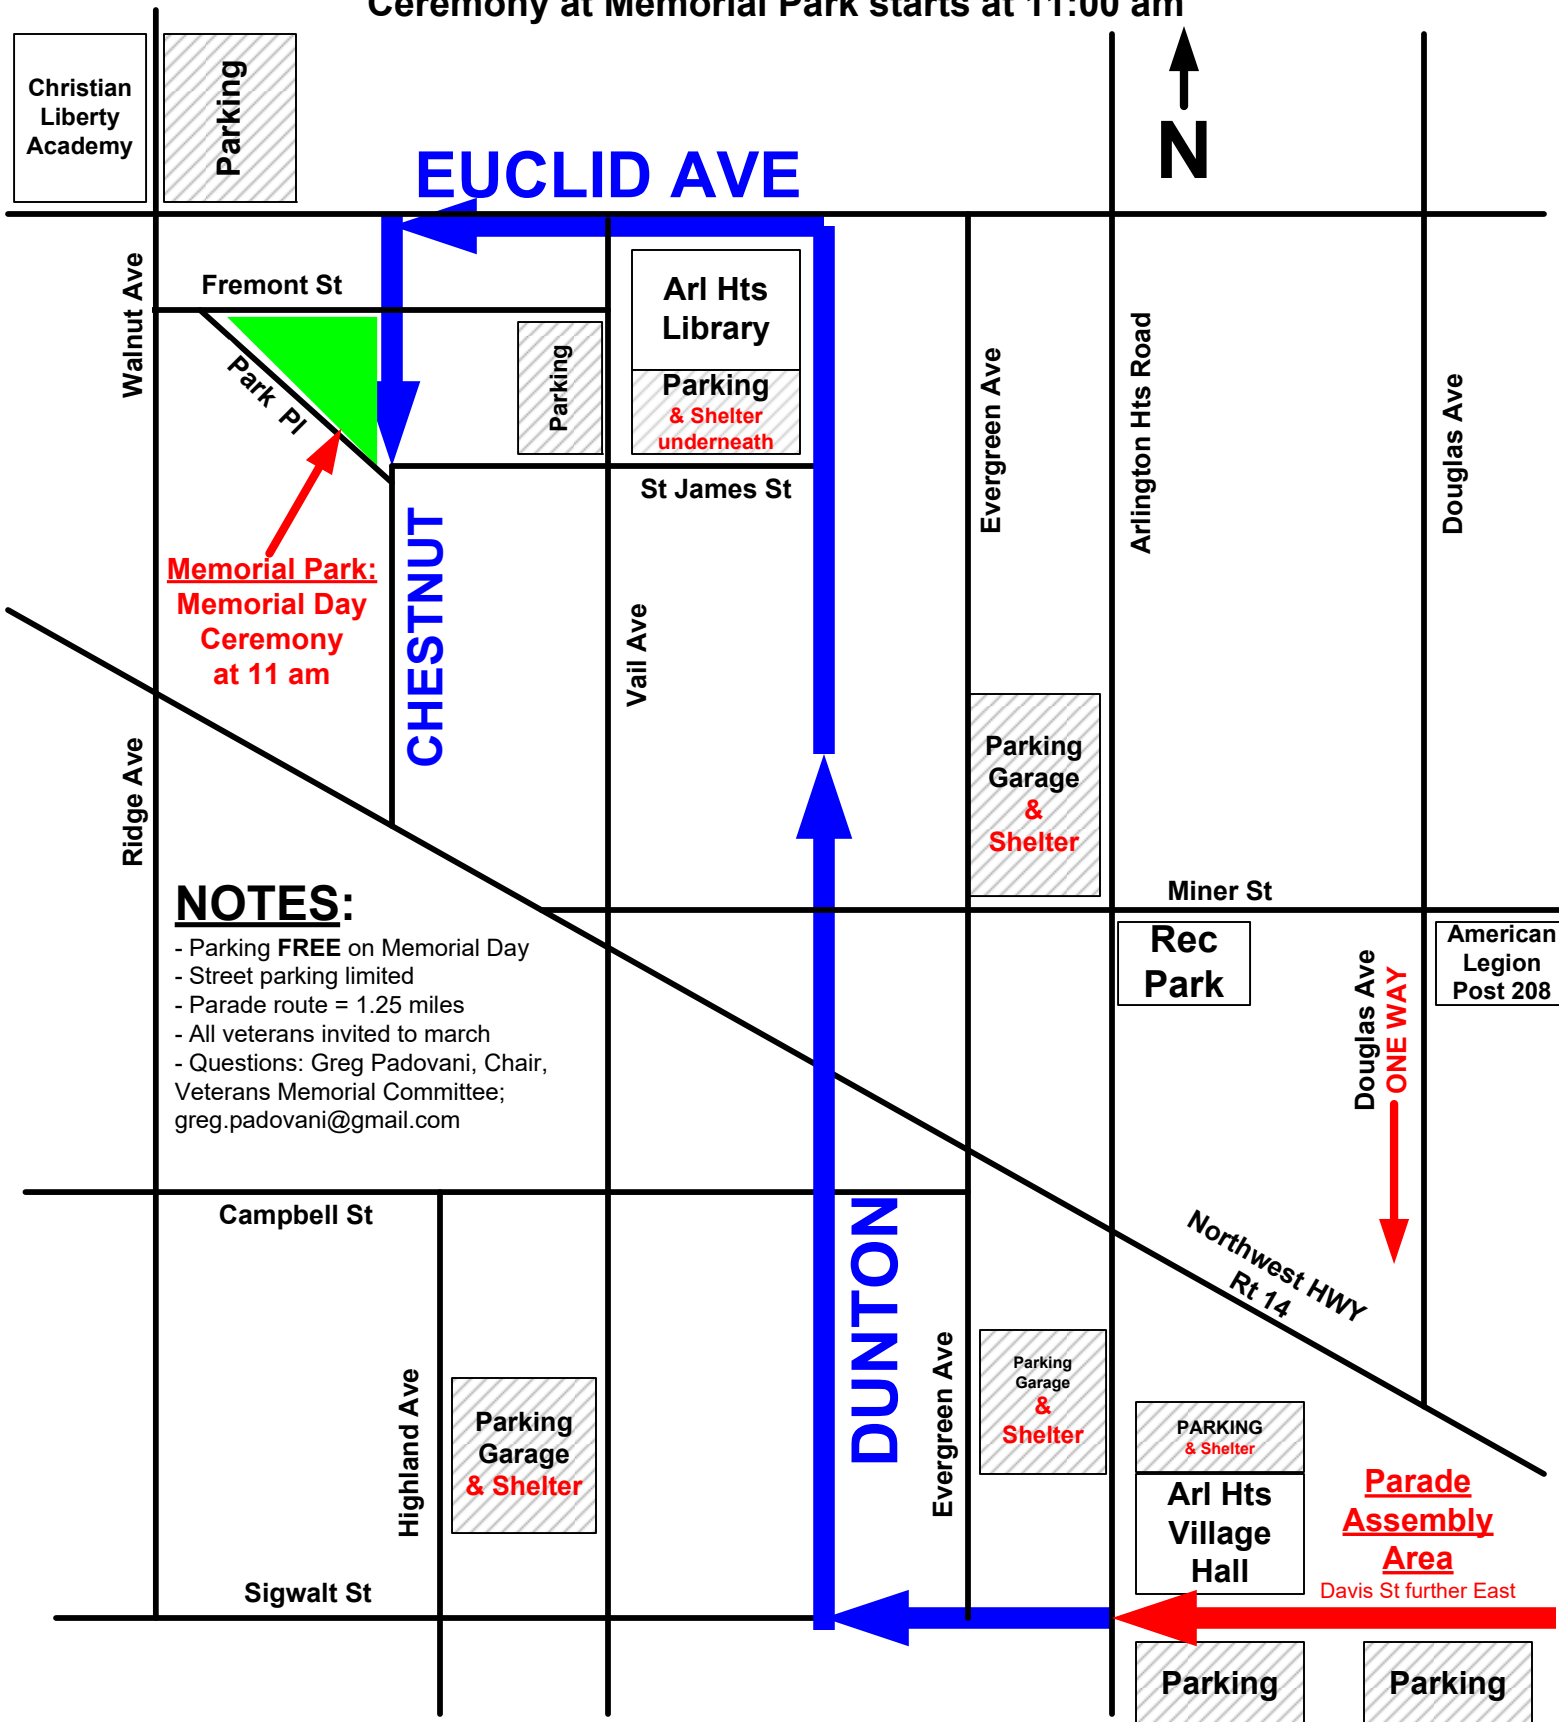 Ceremony at Memorial Park starts at 11:00 am
Christian
Liberty
Academy
Parking
N
EUCLID AVE
Walnut Ave
Fremont St
Park Pl
Parking
Arl Hts
Library
Parking
& Shelter
underneath
Evergreen Ave
Arlington Hts Road
Douglas Ave
St James St
Memorial Park:
Memorial Day
Ceremony
at 11 am
CHESTNUT
Vail Ave
Ridge Ave
Parking
Garage
&
Shelter
Miner St
NOTES:
- Parking FREE on Memorial Day
- Street parking limited
- Parade route = 1.25 miles
- All veterans invited to march
- Questions: Greg Padovani, Chair,
Veterans Memorial Committee;
greg.padovani@gmail.com
Rec
Park
American
Legion
Post 208
Douglas Ave
ONE WAY
Campbell St
DUNTON
Northwest HWY
Rt 14
Highland Ave
Parking
Garage
& Shelter
Evergreen Ave
Parking
Garage
&
Shelter
PARKING
& Shelter
Arl Hts
Village
Hall
Parade
Assembly
Area
Davis St further East
Sigwalt St
Parking
Parking